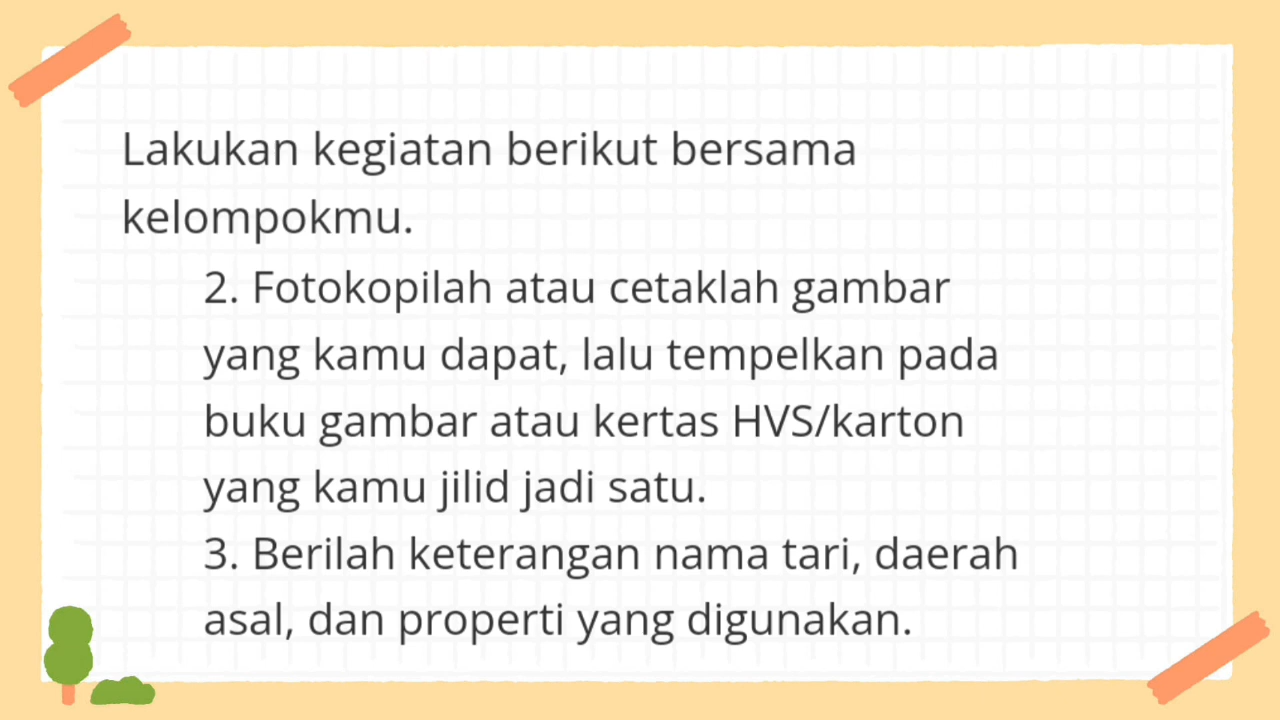 Lakukan kegiatan berikut bersama
kelompokmu.
2. Fotokopilah atau cetaklah gambar
yang kamu dapat, lalu tempelkan pada
buku gambar atau kertas HVS/karton
yang kamu jilid jadi satu.
3. Berilah keterangan nama tari, daerah
asal, dan properti yang digunakan.